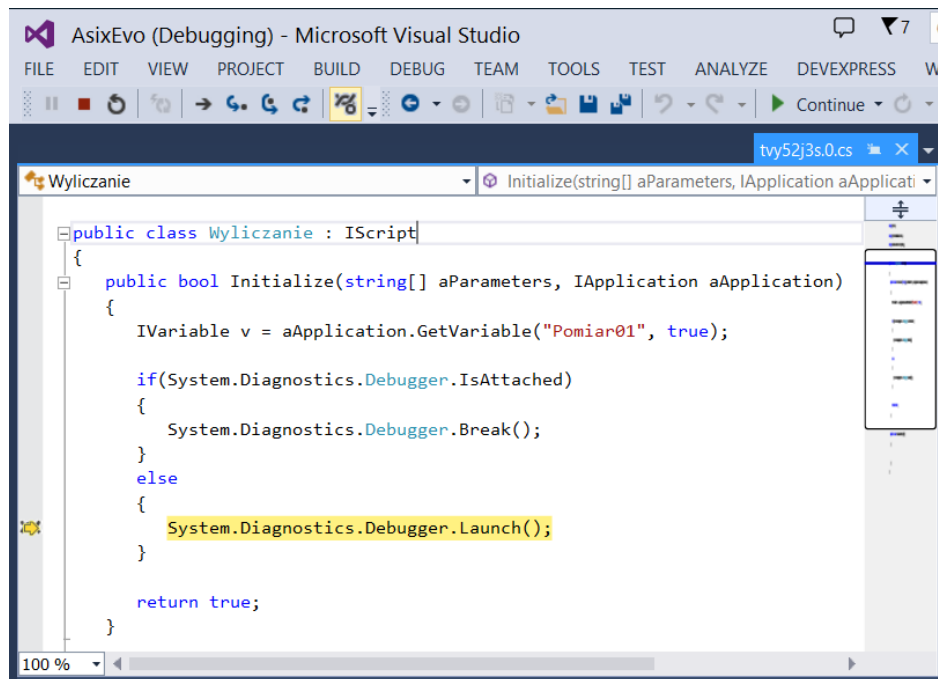 AsixEvo (Debugging) - Microsoft Visual Studio
7
FILE EDIT VIEW PROJECT BUILD DEBUG TEAM TOOLS TEST ANALYZE DEVEXPRESS W
Continue
tvy52j3s.0.cs
Wyliczanie Initialize(string[] aParameters, IApplication aApplicati
public class Wyliczanie : IScript
{
public bool Initialize(string[] aParameters, IApplication aApplication)
{
IVariable v = aApplication.GetVariable("Pomiar01", true);
if(System.Diagnostics.Debugger.IsAttached)
{
System.Diagnostics.Debugger.Break();
}
else
{
System.Diagnostics.Debugger.Launch();
}
return true;
}
100 %